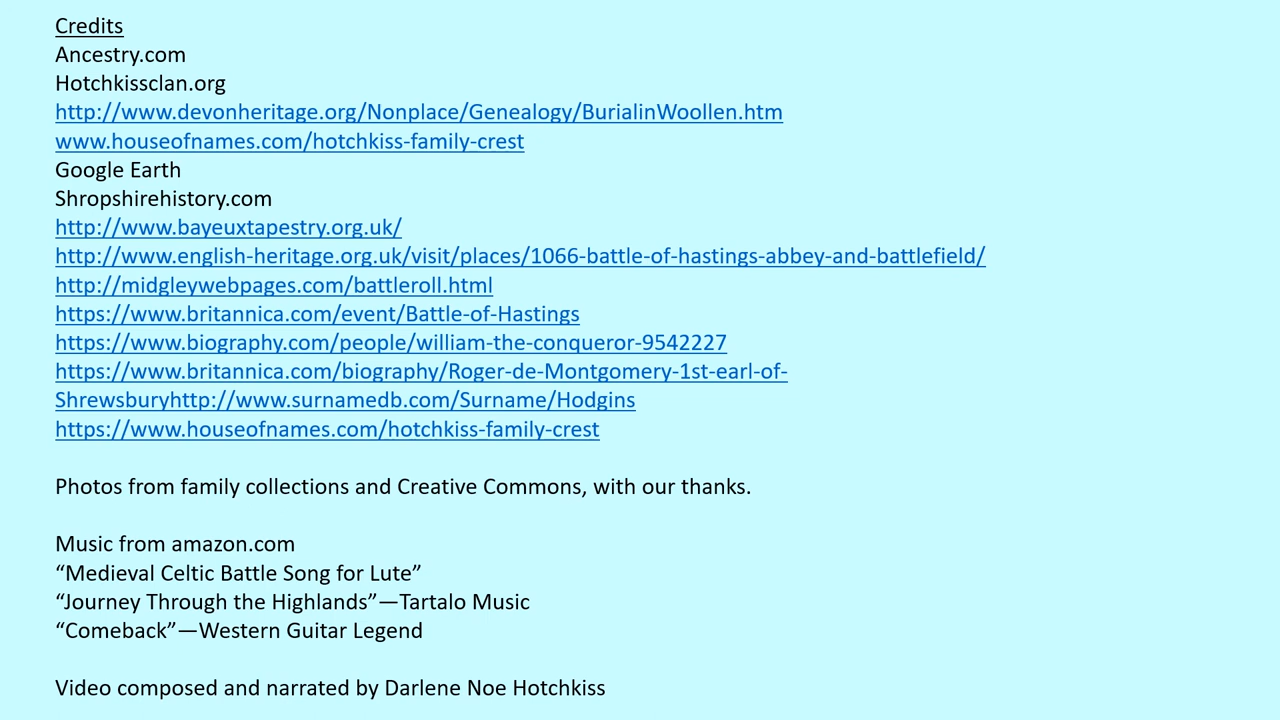 Credits
Ancestry.com
Hotchkissclan.org
http://www.devonheritage.org/Nonplace/Genealogy/BurialinWoollen.htm
www.houseofnames.com/hotchkiss-family-crest
Google Earth
Shropshirehistory.com
http://www.bayeuxtapestry.org.uk/
http://www.english-heritage.org.uk/visit/places/1066-battle-of-hastings-abbey-and-battlefield/
http://midgleywebpages.com/battleroll.html
https://www.britannica.com/event/Battle-of-Hastings
https://www.biography.com/people/william-the-conqueror-9542227
https://www.britannica.com/biography/Roger-de-Montgomery-1st-earl-of-
Shrewsburyhttp://www.surnamedb.com/Surname/Hodgins
https://www.houseofnames.com/hotchkiss-family-crest
Photos from family collections and Creative Commons, with our thanks.
Music from amazon.com
“Medieval Celtic Battle Song for Lute”
“Journey Through the Highlands”—Tartalo Music
“Comeback”—Western Guitar Legend
Video composed and narrated by Darlene Noe Hotchkiss